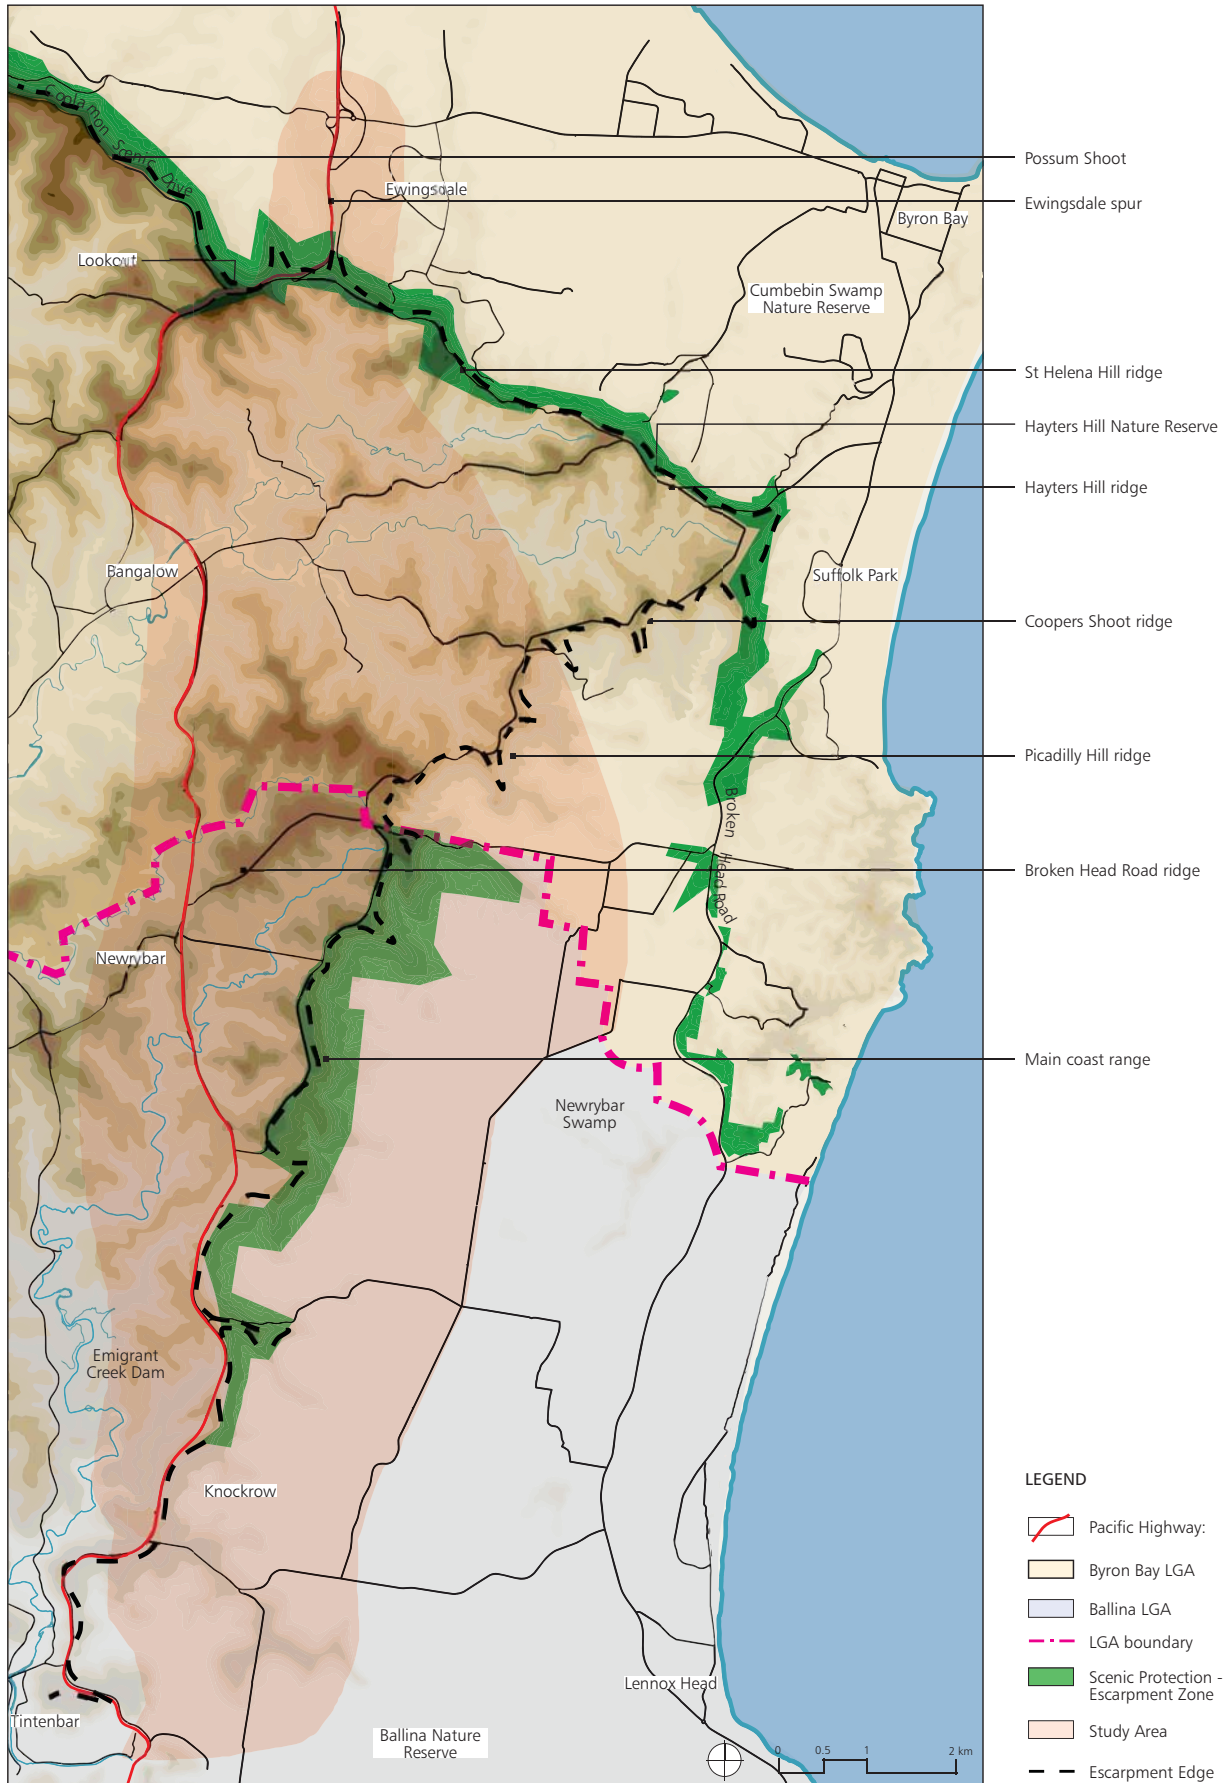 Coolamon Scenic Drive
Possum Shoot
Ewingsdale
Ewingsdale spur
Byron Bay
Lookout
Cumbebin Swamp
Nature Reserve
St Helena Hill ridge
Hayters Hill Nature Reserve
Hayters Hill ridge
Bangalow
Suffolk Park
Coopers Shoot ridge
Picadilly Hill ridge
Broken Head Road
Broken Head Road ridge
Newrybar
Main coast range
Newrybar
Swamp
Emigrant
Creek Dam
Knockrow
Lennox Head
Tintenbar
Ballina Nature
Reserve
0 0.5 1 2 km
LEGEND
Pacific Highway:
Byron Bay LGA
Ballina LGA
LGA boundary
Scenic Protection -
Escarpment Zone
Study Area
Escarpment Edge